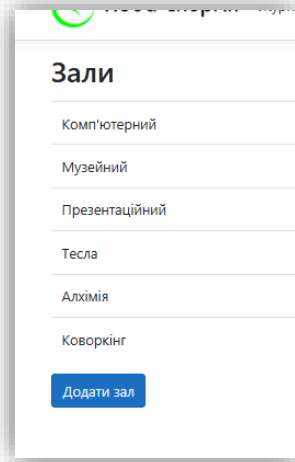 Зали
Комп'ютерний
Музейний
Презентаційний
Тесла
Алхімія
Коворкінг
Додати зал